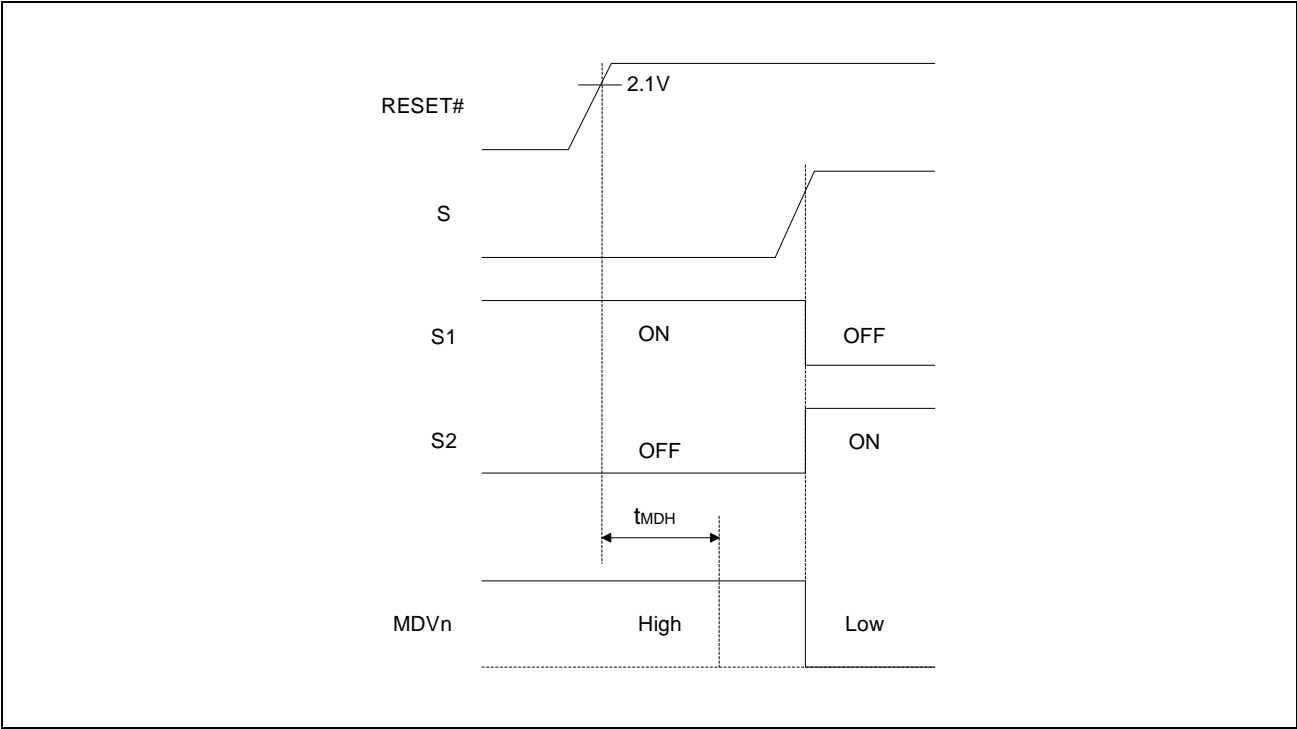 2.1V
RESET#
S
S1
ON
OFF
S2
OFF
ON
tMDH
MDVn
High
Low